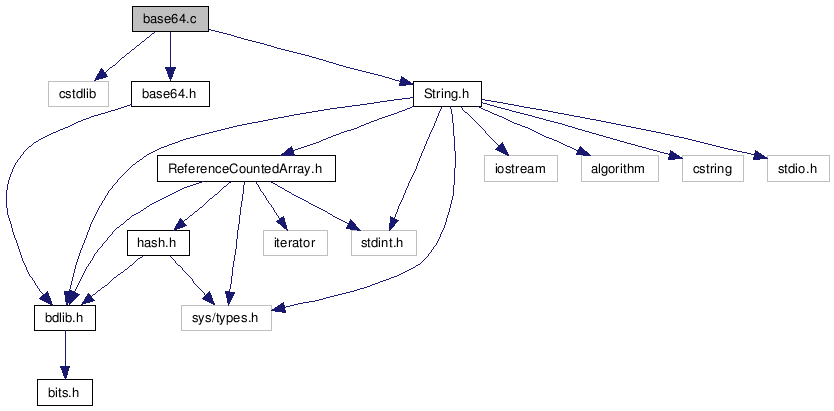 base64.c
cstdlib
base64.h
String.h
ReferenceCountedArray.h
iostream
algorithm
cstring
stdio.h
hash.h
iterator
stdint.h
bdlib.h
sys/types.h
bits.h